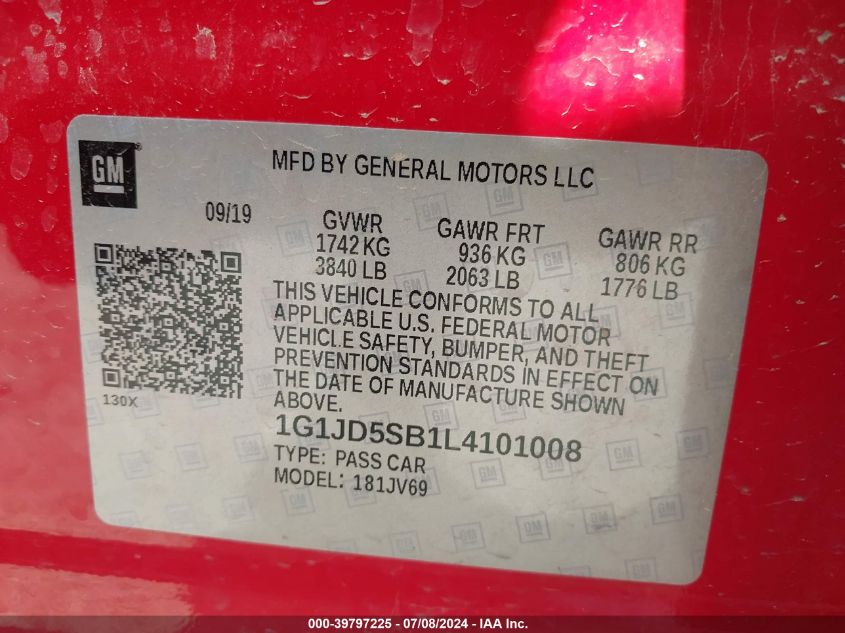 GM
MFD BY GENERAL MOTORS LLC
09/19
GVWR GAWR FRT GAWR RR
1742 KG 936 KG 806 KG
3840 LB 2063 LB 1776 LB
THIS VEHICLE CONFORMS TO ALL
APPLICABLE U.S. FEDERAL MOTOR
VEHICLE SAFETY, BUMPER, AND THEFT
PREVENTION STANDARDS IN EFFECT ON
THE DATE OF MANUFACTURE SHOWN
ABOVE.
130X
1G1JD5SB1L4101008
TYPE: PASS CAR
MODEL: 181JV69
000-39797225 - 07/08/2024 - IAA Inc.